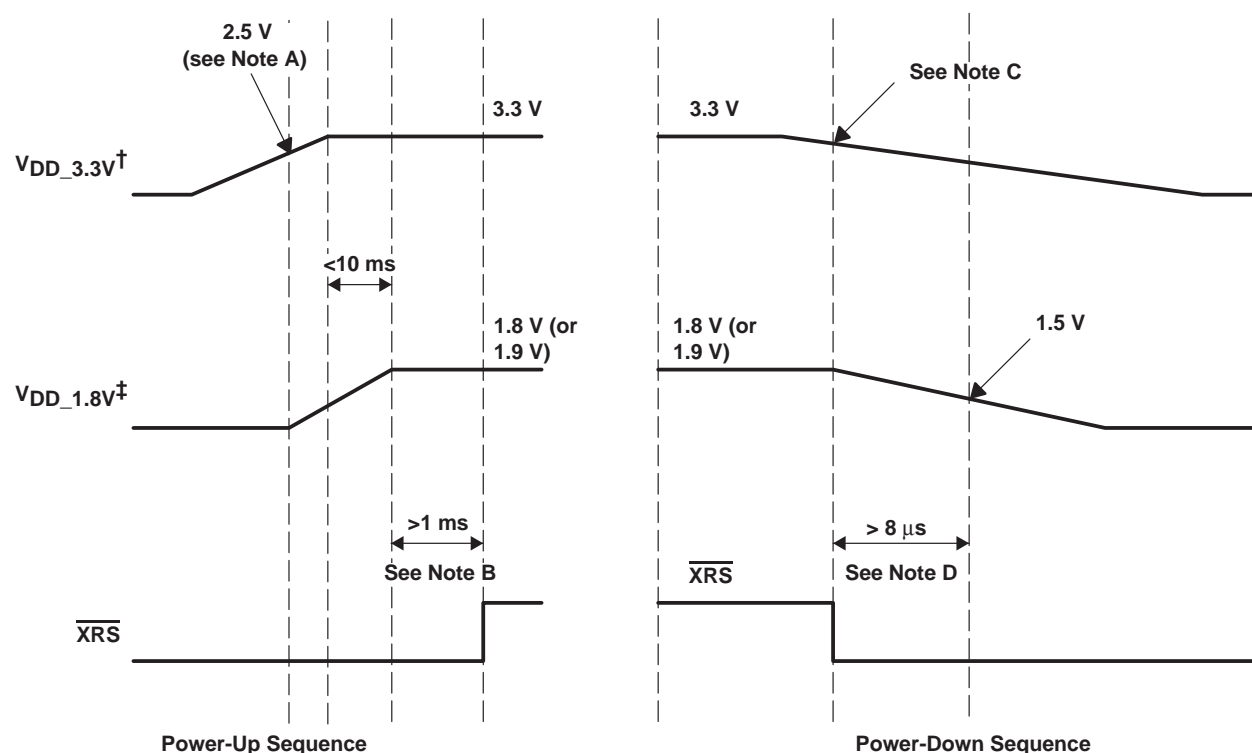 2.5 V
(see Note A)
See Note C
3.3 V
3.3 V
VDD_3.3V†
<10 ms
1.8 V (or
1.9 V)
1.8 V (or
1.9 V)
1.5 V
VDD_1.8V‡
>1 ms
> 8 μs
See Note B
XRS
See Note D
XRS
Power-Up Sequence
Power-Down Sequence